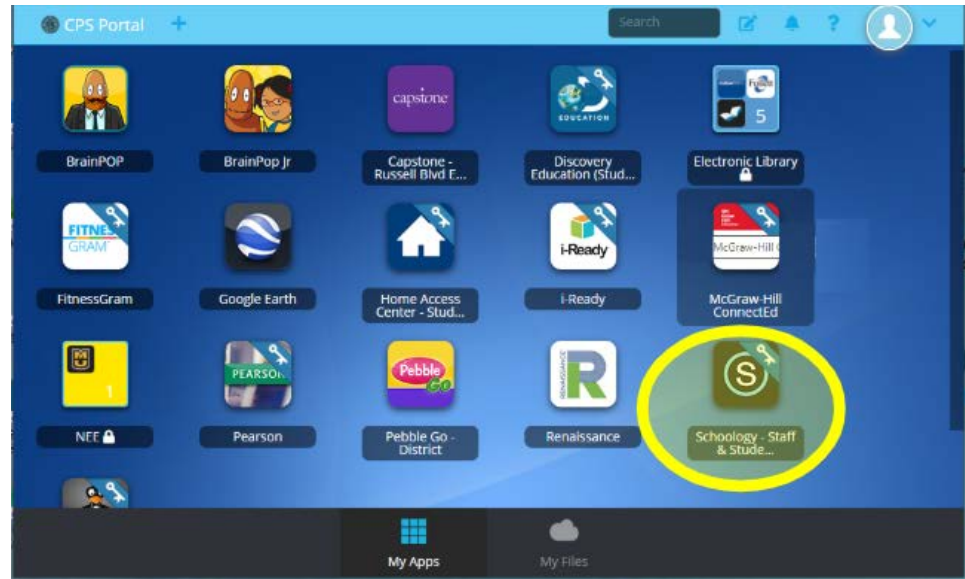 CPS Portal +
Search
?
capstone
EDUCATION
5
BrainPOP
BrainPop Jr
Capstone -
Russell Blvd E...
Discovery
Education (Stud...
Electronic Library
FITNES
GRAM
i-Ready
McGraw-Hill
FitnessGram
Google Earth
Home Access
Center - Stud...
i-Ready
McGraw-Hill
ConnectEd
1
PEARSON
Pebble
Go
RENAISSANCE
R
S
NEE
Pearson
Pebble Go -
District
Renaissance
Schoology - Staff
& Stude...
My Apps
My Files